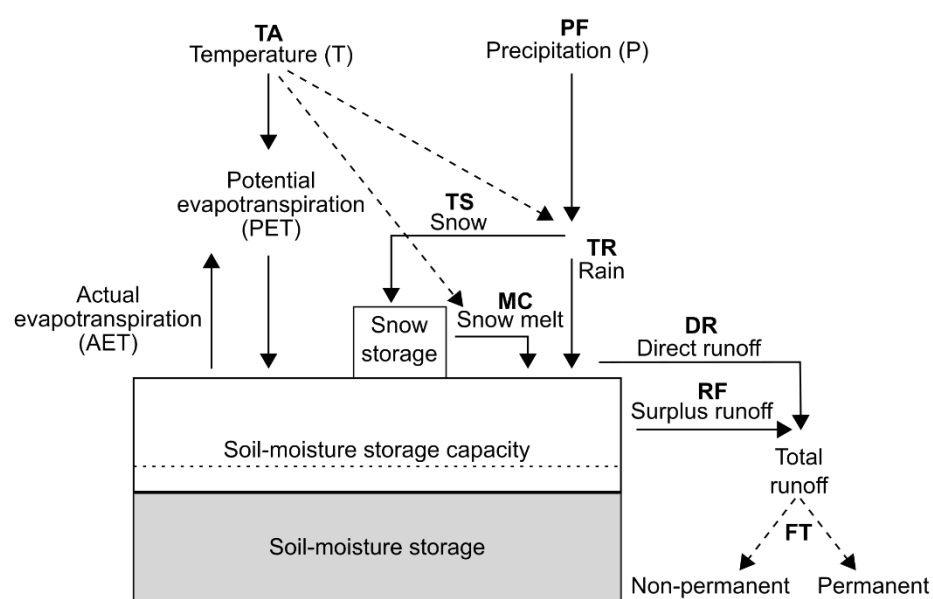 TA
Temperature (T)
PF
Precipitation (P)
Potential
evapotranspiration
(PET)
TS
Snow
TR
Rain
Actual
evapotranspiration
(AET)
Snow
storage
MC
Snow melt
DR
Direct runoff
RF
Surplus runoff
Soil-moisture storage capacity
Total
runoff
FT
Soil-moisture storage
Non-permanent
Permanent